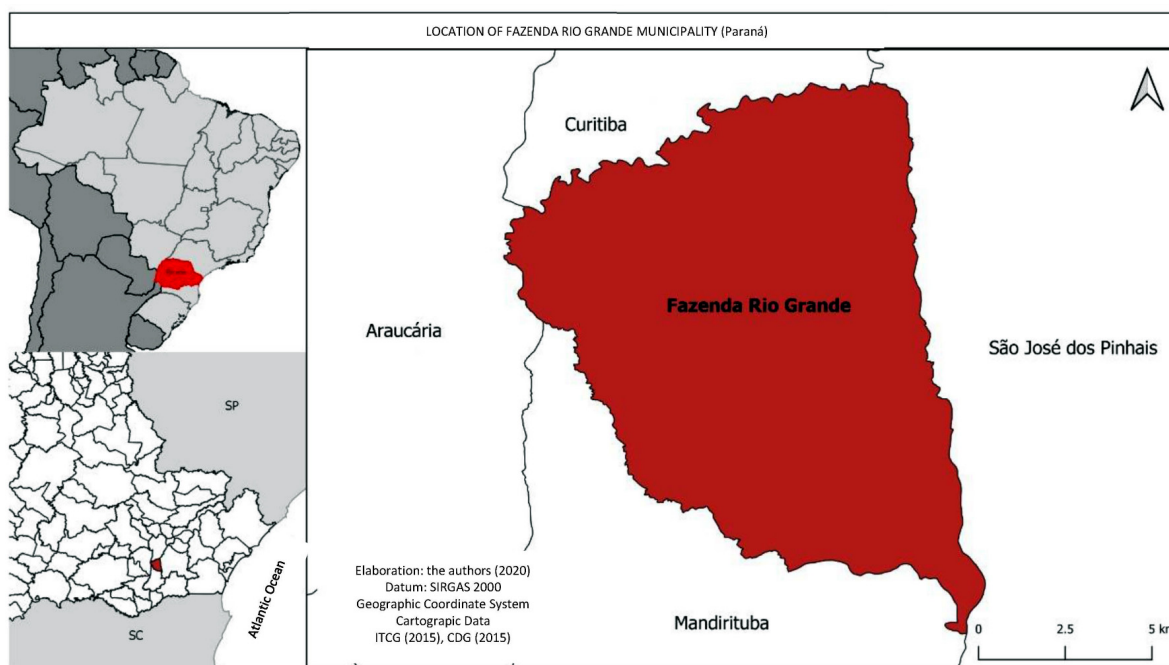 LOCATION OF FAZENDA RIO GRANDE MUNICIPALITY (Paraná)
Curitiba
Fazenda Rio Grande
Araucária
São José dos Pinhais
SP
Atlantic Ocean
SC
Elaboration: the authors (2020)
Datum: SIRGAS 2000
Geographic Coordinate System
Cartograpic Data
ITCG (2015), CDG (2015)
Mandirituba
0 2.5 5 km